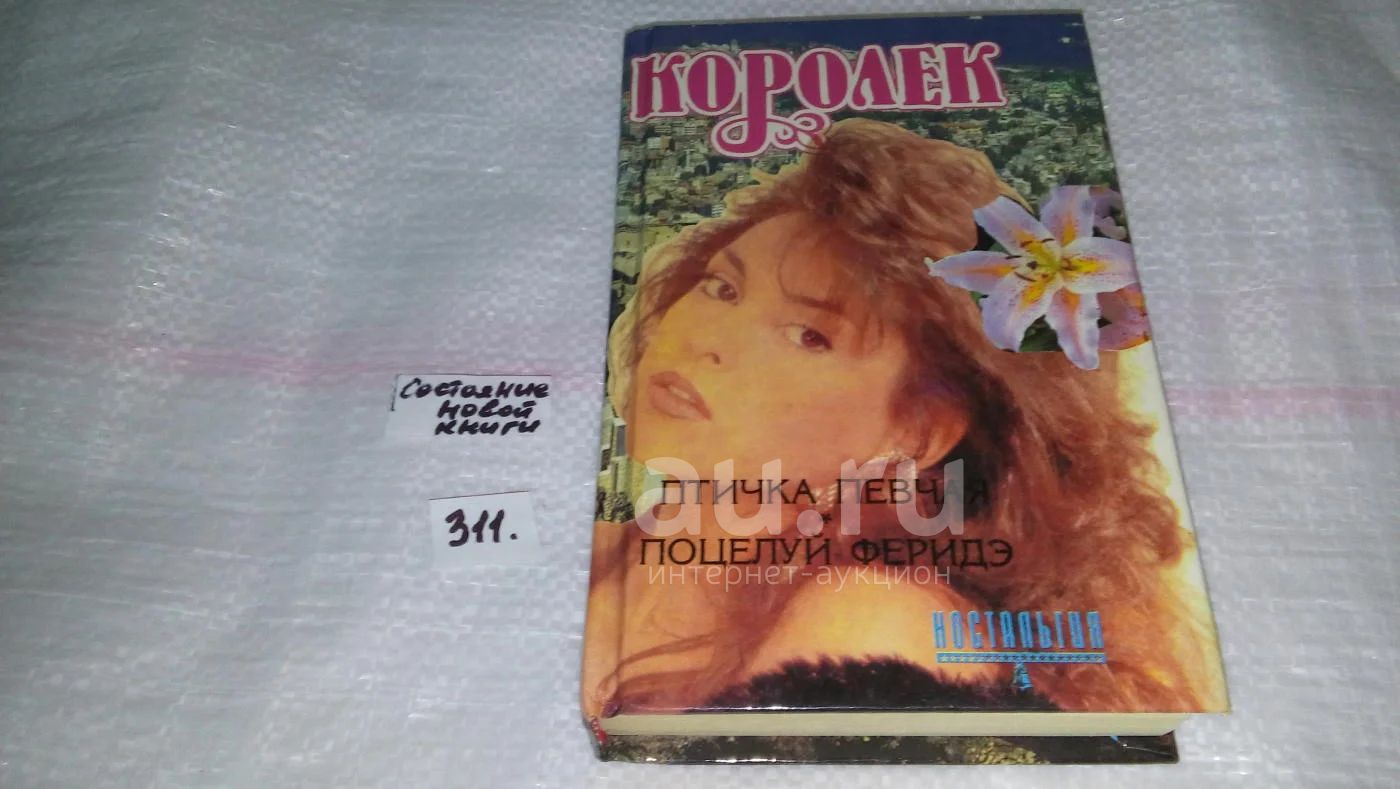 КОРОЛЕК
Состояние
новой
книги
311.
ПТИЧКА ПЕВЧАЯ
*
ПОЦЕЛУЙ ФЕРИДЭ
au.ru
интернет-аукцион
НОСТАЛЬГИЯ